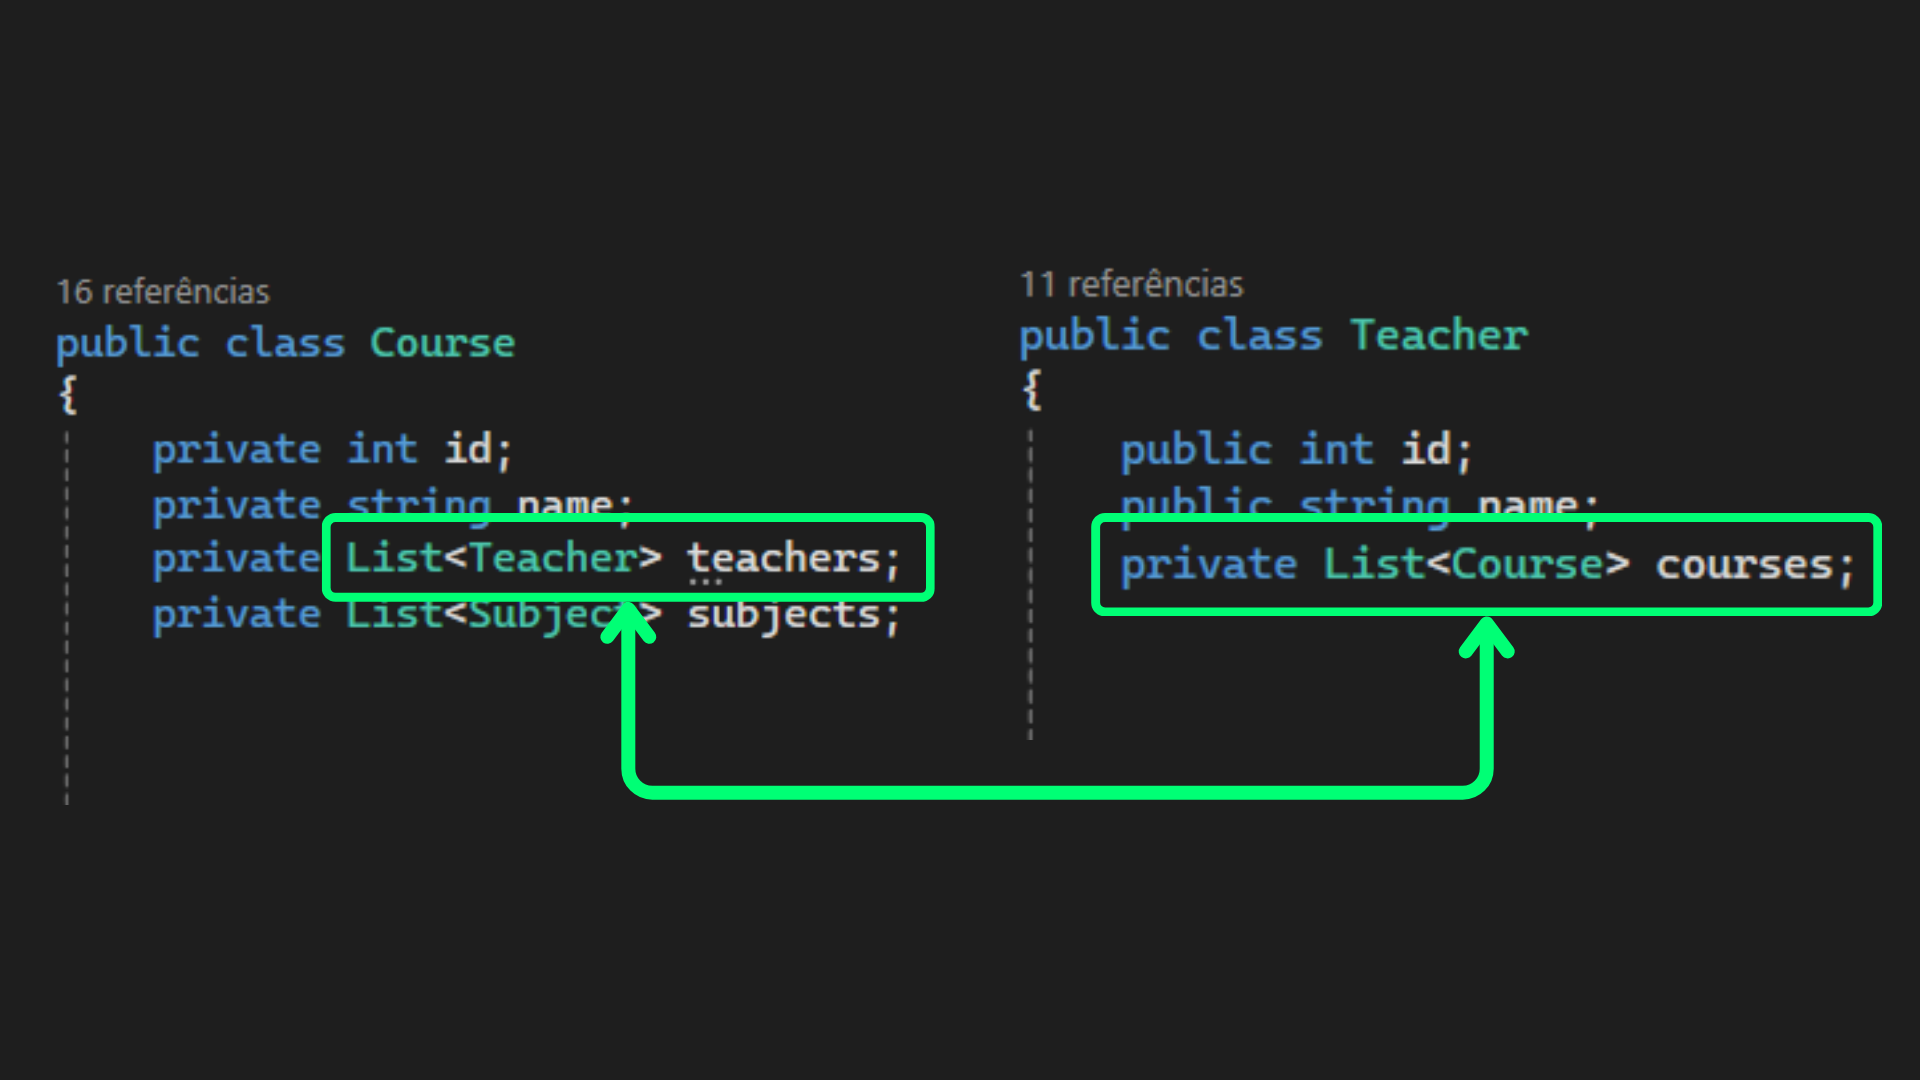 16 referências
public class Course
{
private int id;
private string name;
private List<Teacher> teachers;
private List<Subject> subjects;
11 referências
public class Teacher
{
public int id;
public string name;
private List<Course> courses;